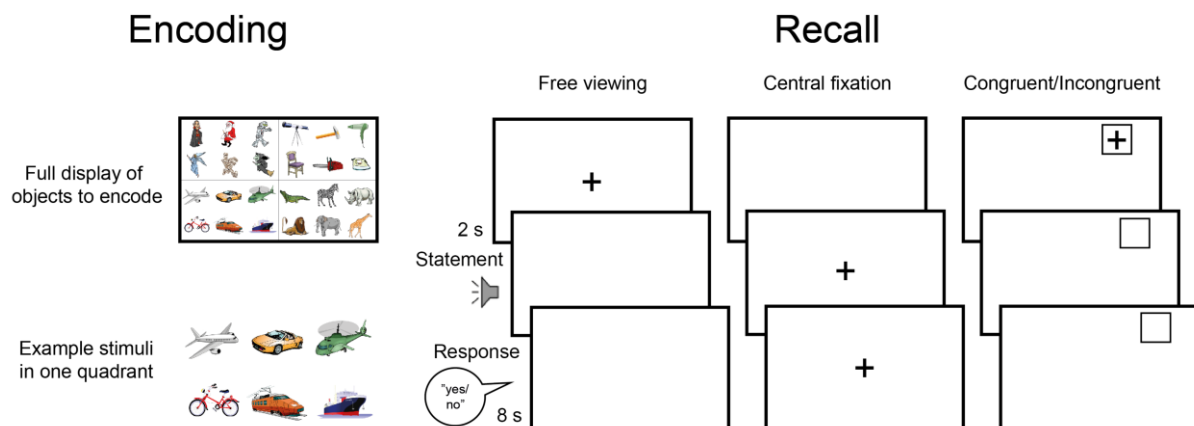 Encoding
Recall
Free viewing
Central fixation
Congruent/Incongruent
Full display of
objects to encode
2 s
Statement
Example stimuli
in one quadrant
Response
"yes/
no"
8 s